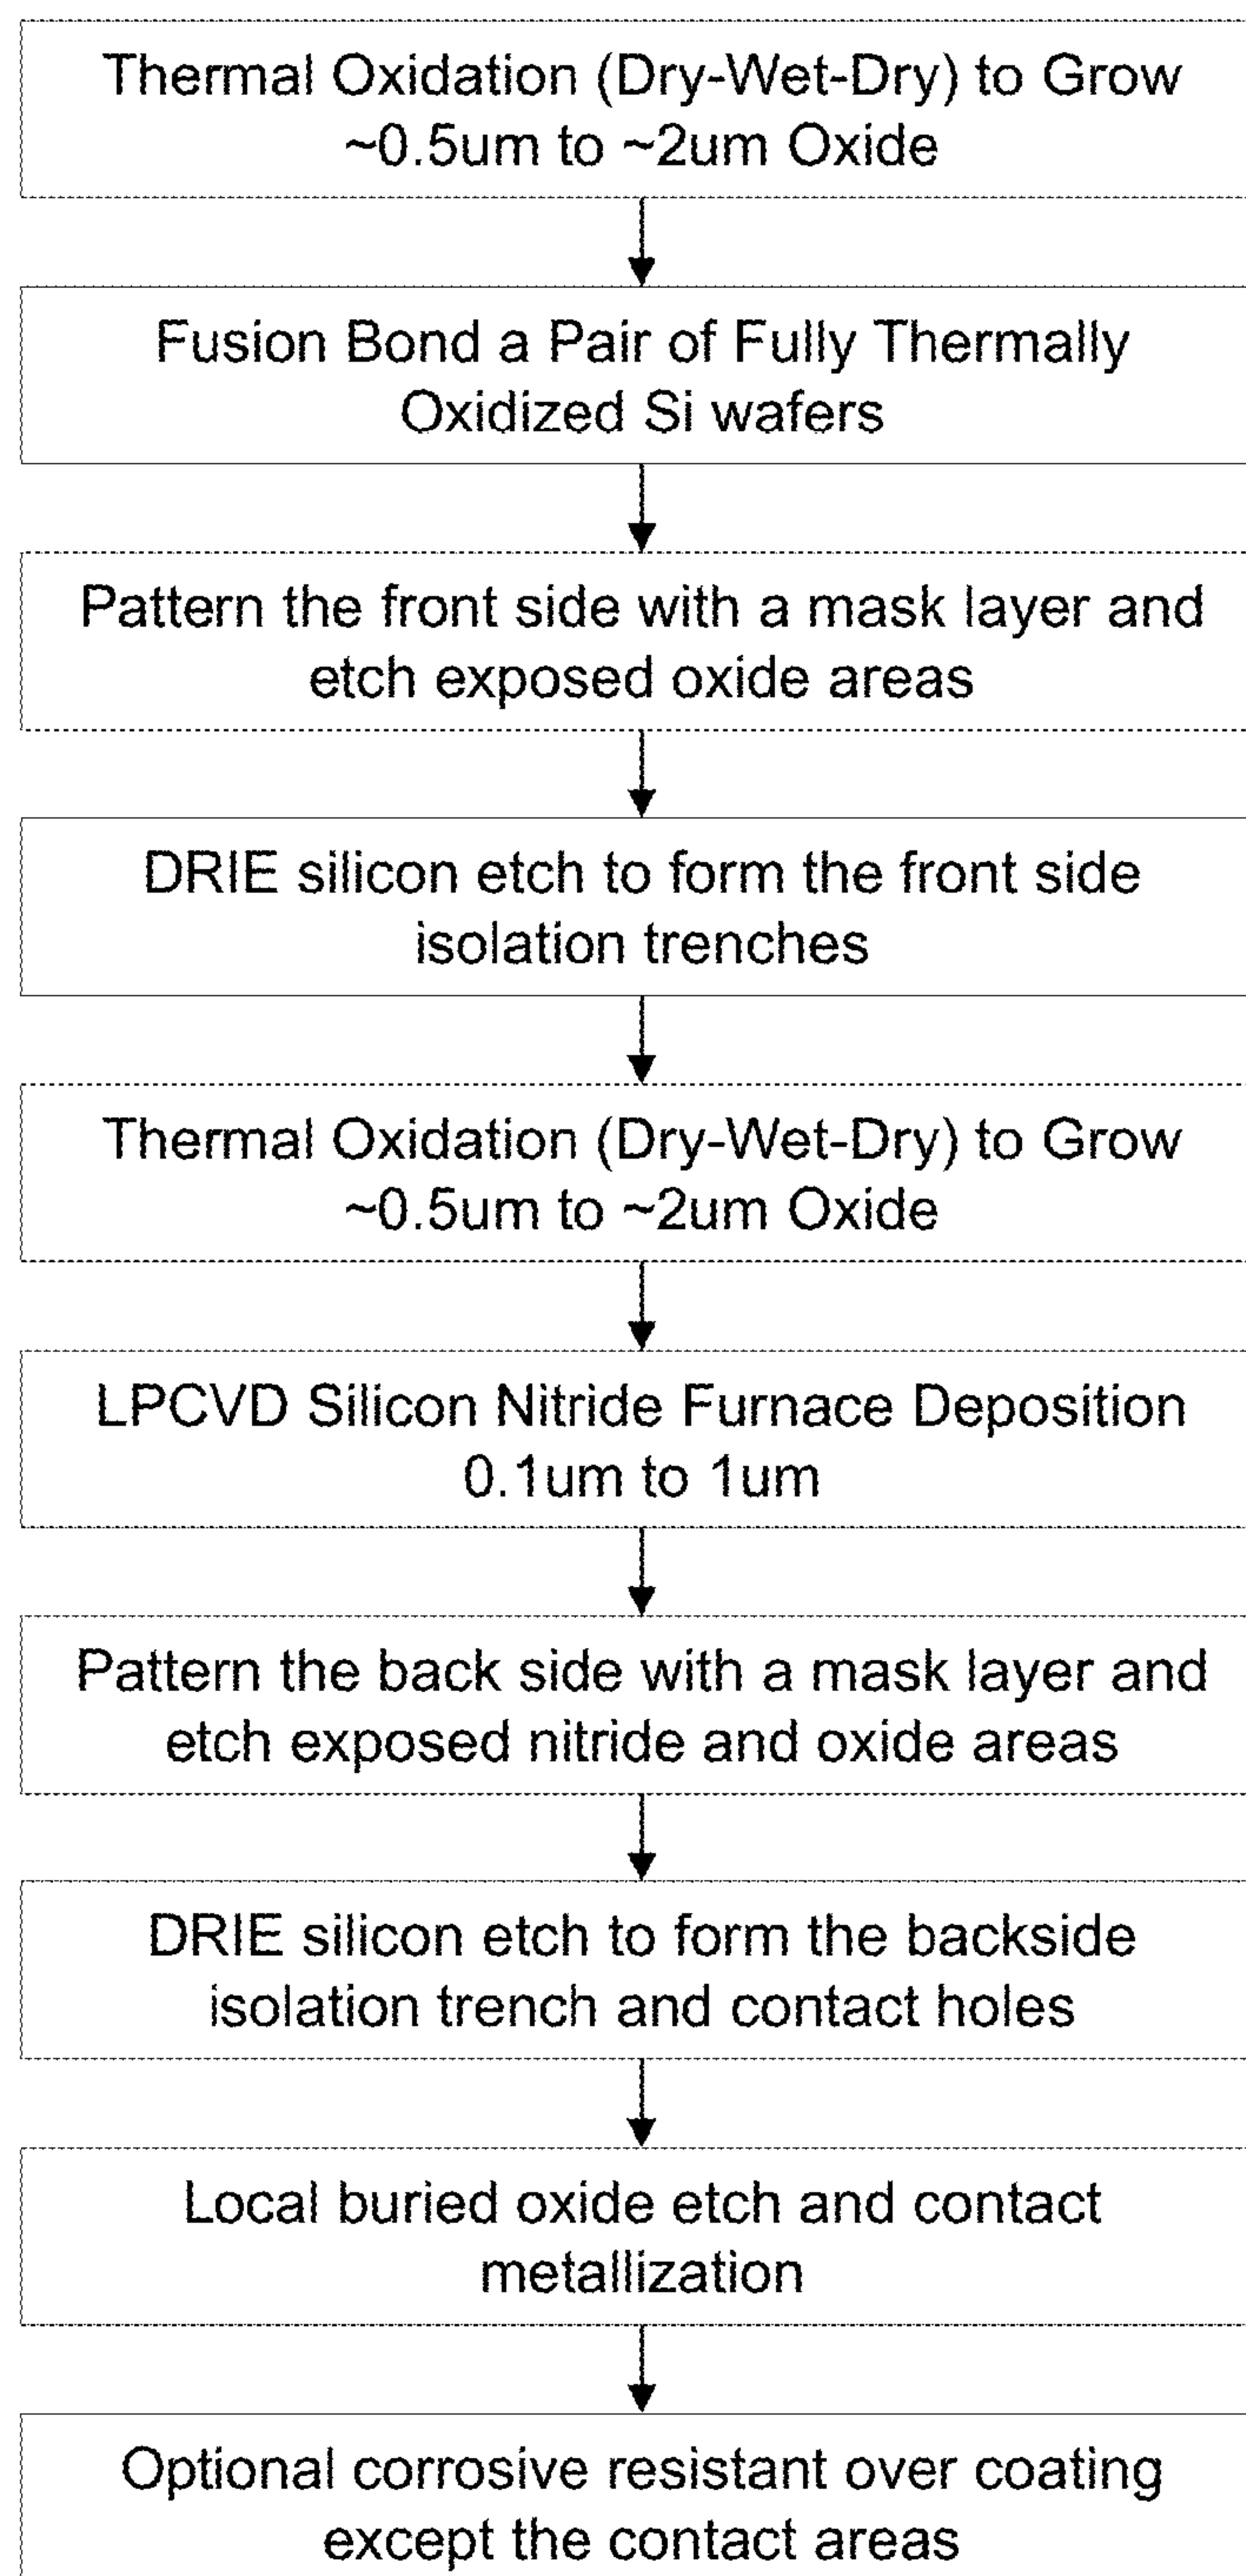 Thermal Oxidation (Dry-Wet-Dry) to Grow
~0.5um to ~2um Oxide
Fusion Bond a Pair of Fully Thermally
Oxidized Si wafers
Pattern the front side with a mask layer and
etch exposed oxide areas
DRIE silicon etch to form the front side
isolation trenches
Thermal Oxidation (Dry-Wet-Dry) to Grow
~0.5um to ~2um Oxide
LPCVD Silicon Nitride Furnace Deposition
0.1um to 1um
Pattern the back side with a mask layer and
etch exposed nitride and oxide areas
DRIE silicon etch to form the backside
isolation trench and contact holes
Local buried oxide etch and contact
metallization
Optional corrosive resistant over coating
except the contact areas